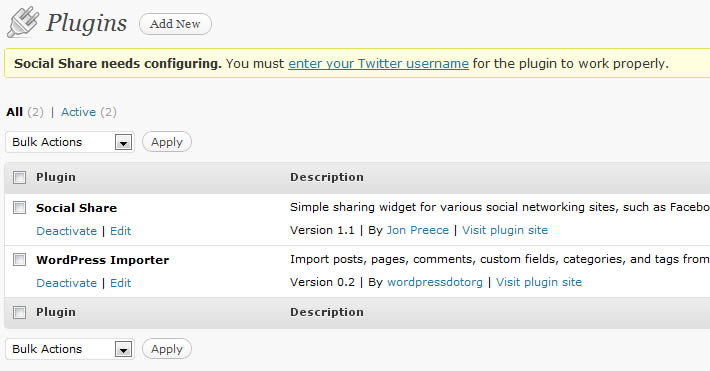 Plugins Add New
Social Share needs configuring. You must enter your Twitter username for the plugin to work properly.
All (2) | Active (2)
Bulk Actions Apply
Plugin Description
Social Share Simple sharing widget for various social networking sites, such as Facebo
Deactivate | Edit Version 1.1 | By Jon Preece | Visit plugin site
WordPress Importer Import posts, pages, comments, custom fields, categories, and tags from
Deactivate | Edit Version 0.2 | By wordpressdotorg | Visit plugin site
Plugin Description
Bulk Actions Apply